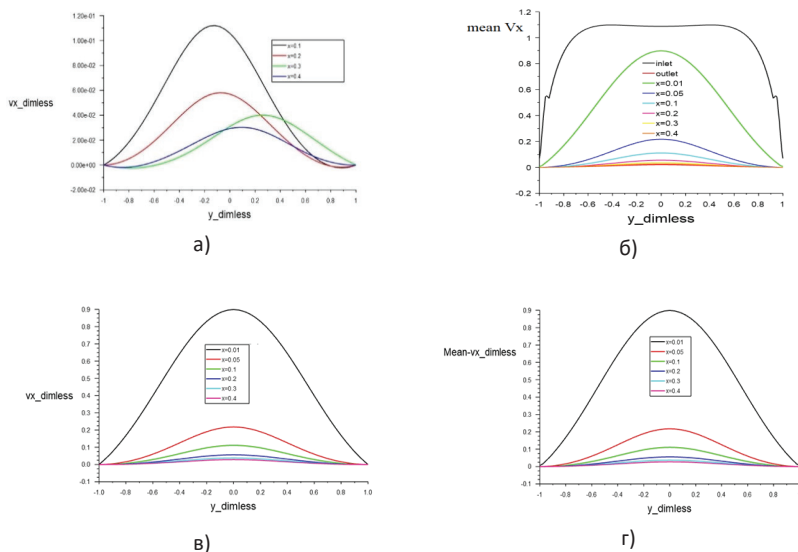 1.20e-01
1.00e-01
8.00e-02
6.00e-02
4.00e-02
2.00e-02
0.00e+00
-2.00e-02
vx_dimless
x=0.1
x=0.2
x=0.3
x=0.4
-1 -0.8 -0.6 -0.4 -0.2 0 0.2 0.4 0.6 0.8 1
y_dimless
а)
mean Vx
1.2
1
0.8
0.6
0.4
0.2
0
-0.2
inlet
outlet
x=0.01
x=0.05
x=0.1
x=0.2
x=0.3
x=0.4
-1 -0.8 -0.6 -0.4 -0.2 0 0.2 0.4 0.6 0.8 1
y_dimless
б)
0.9
0.8
0.7
0.6
0.5
0.4
0.3
0.2
0.1
0.0
-0.1
vx_dimless
x=0.01
x=0.05
x=0.1
x=0.2
x=0.3
x=0.4
-1.0 -0.8 -0.6 -0.4 -0.2 0.0 0.2 0.4 0.6 0.8 1.0
y_dimless
в)
0.9
0.8
0.7
0.6
0.5
0.4
0.3
0.2
0.1
0
-0.1
Mean-vx_dimless
x=0.01
x=0.05
x=0.1
x=0.2
x=0.3
x=0.4
-1 -0.8 -0.6 -0.4 -0.2 0 0.2 0.4 0.6 0.8
y_dimless
г)